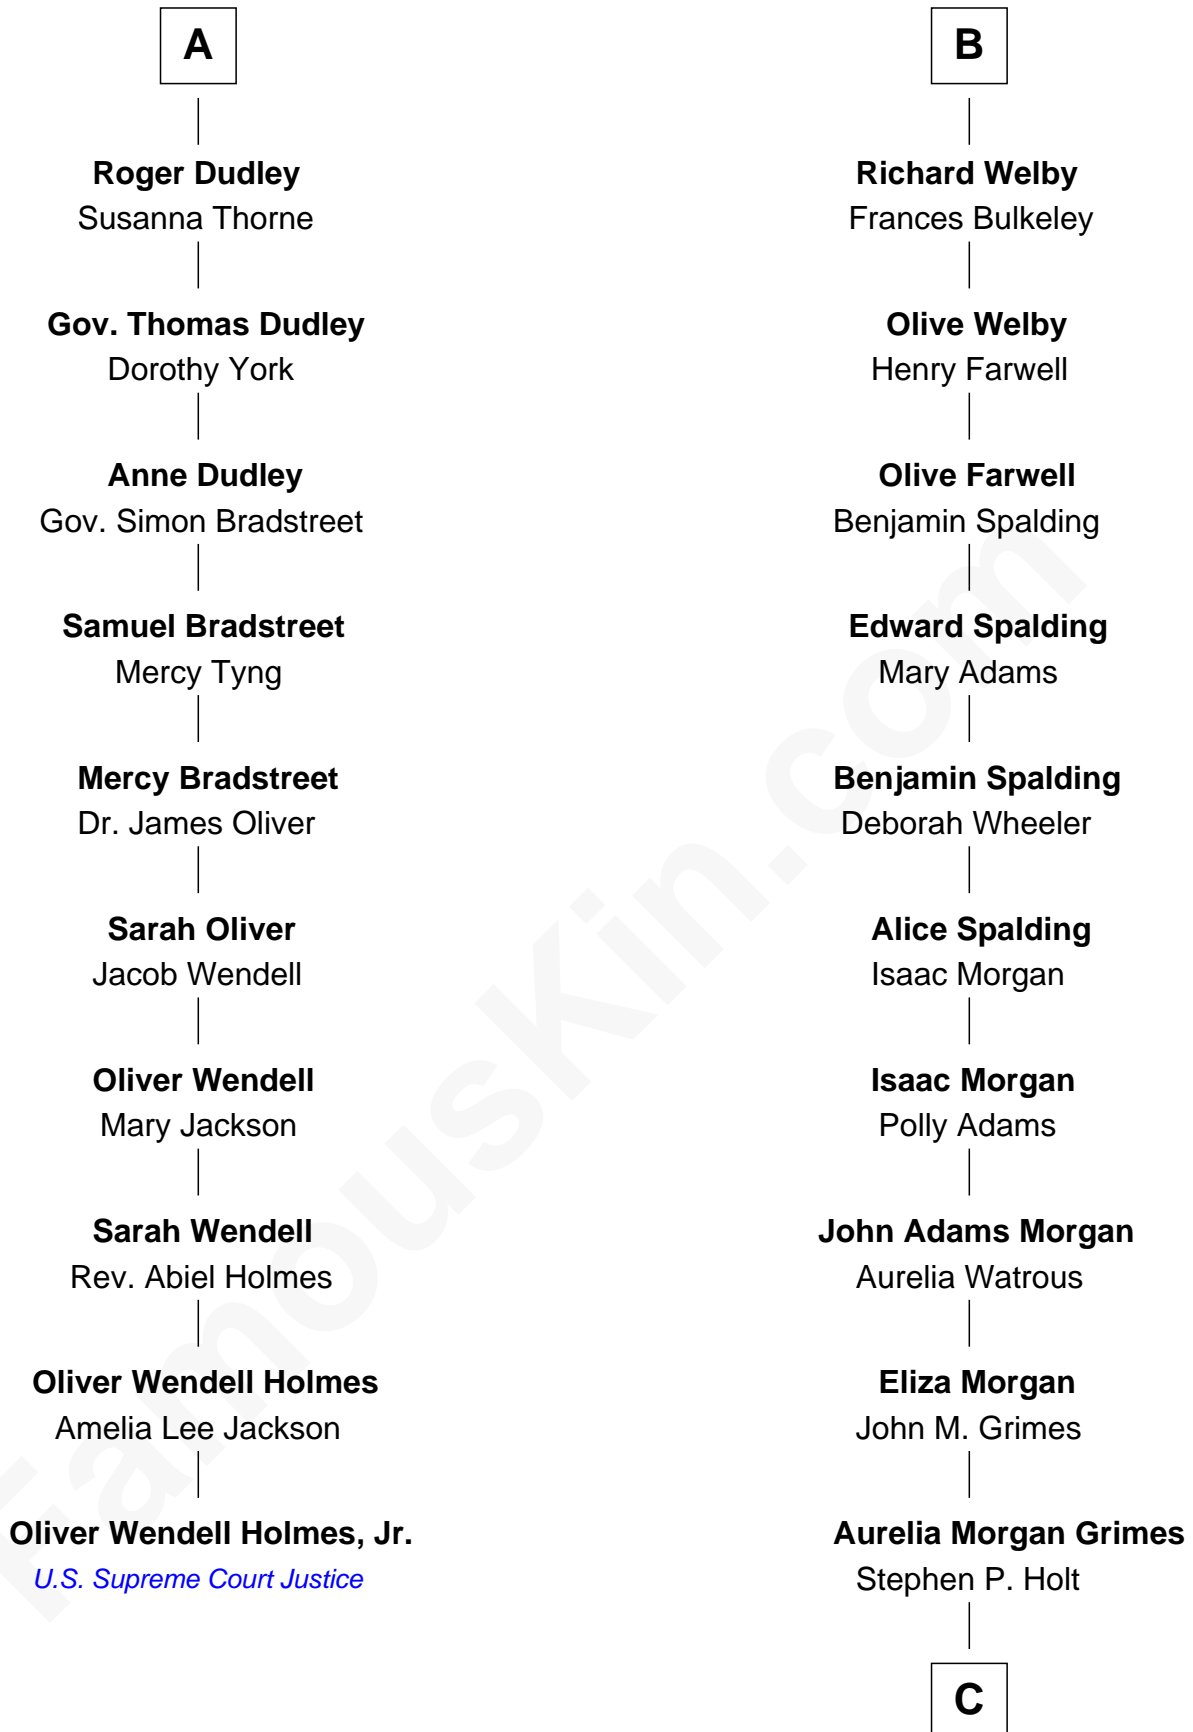 A
Roger Dudley
Susanna Thorne
Gov. Thomas Dudley
Dorothy York
Anne Dudley
Gov. Simon Bradstreet
Samuel Bradstreet
Mercy Tyng
Mercy Bradstreet
Dr. James Oliver
Sarah Oliver
Jacob Wendell
Oliver Wendell
Mary Jackson
Sarah Wendell
Rev. Abiel Holmes
Oliver Wendell Holmes
Amelia Lee Jackson
Oliver Wendell Holmes, Jr.
U.S. Supreme Court Justice
B
Richard Welby
Frances Bulkeley
Olive Welby
Henry Farwell
Olive Farwell
Benjamin Spalding
Edward Spalding
Mary Adams
Benjamin Spalding
Deborah Wheeler
Alice Spalding
Isaac Morgan
Isaac Morgan
Polly Adams
John Adams Morgan
Aurelia Watrous
Eliza Morgan
John M. Grimes
Aurelia Morgan Grimes
Stephen P. Holt
C
FamousKin.com